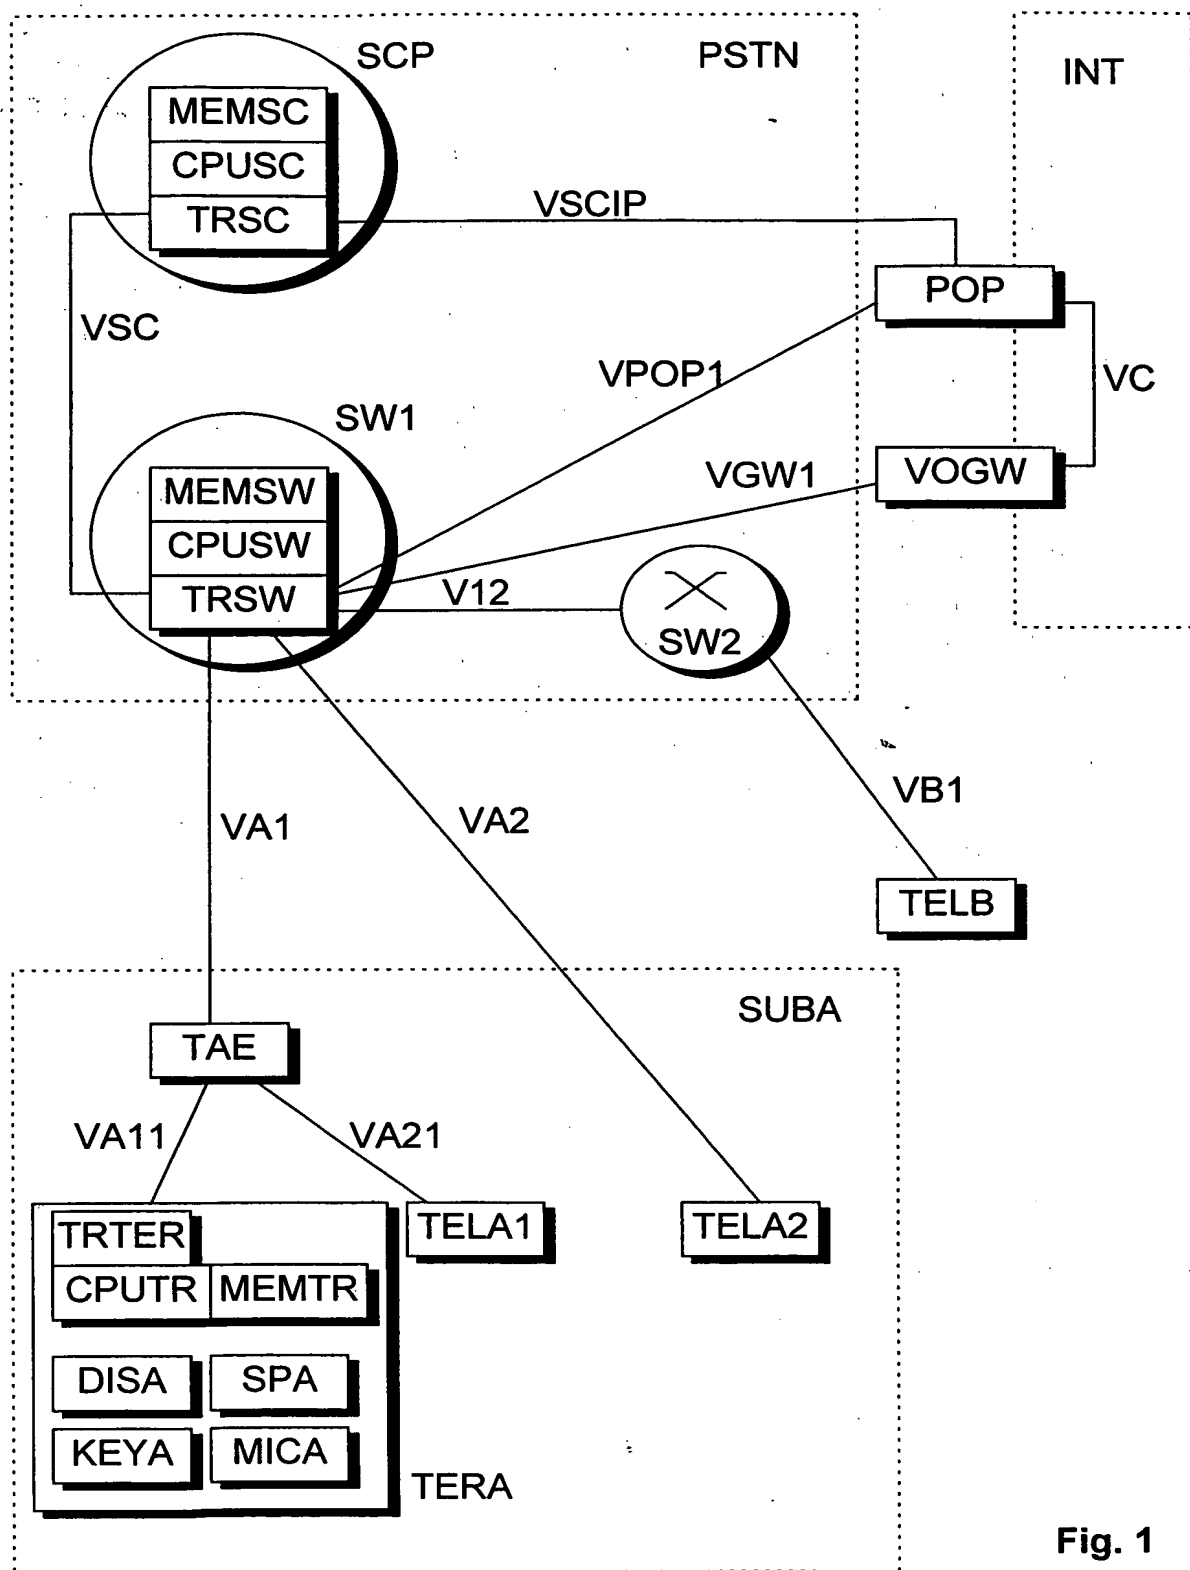 SCP
PSTN
INT
MEMSC
CPUSC
TRSC
VSCIP
POP
VSC
VPOP1
VC
SW1
VGW1
VOGW
MEMSW
CPUSW
TRSW
V12
SW2
VB1
VA1
VA2
TELB
SUBA
TAE
VA11
VA21
TRTER
TELA1
TELA2
CPUTR
MEMTR
DISA
SPA
KEYA
MICA
TERA
Fig. 1